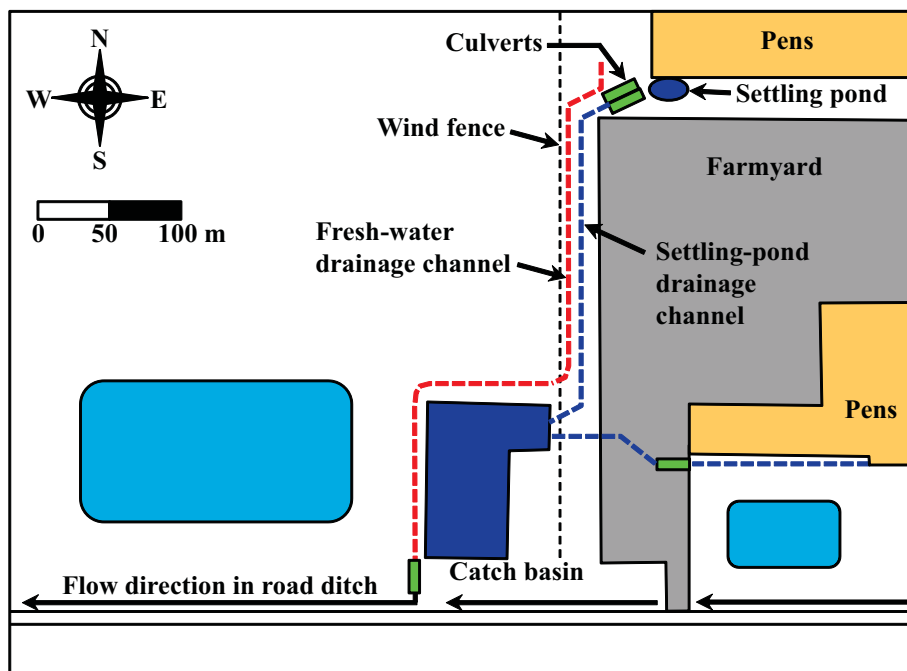 Culverts
Pens
N
W
E
S
Settling pond
Wind fence
Farmyard
0
50
100 m
Fresh-water
drainage channel
Settling-pond
drainage
channel
Pens
Catch basin
Flow direction in road ditch